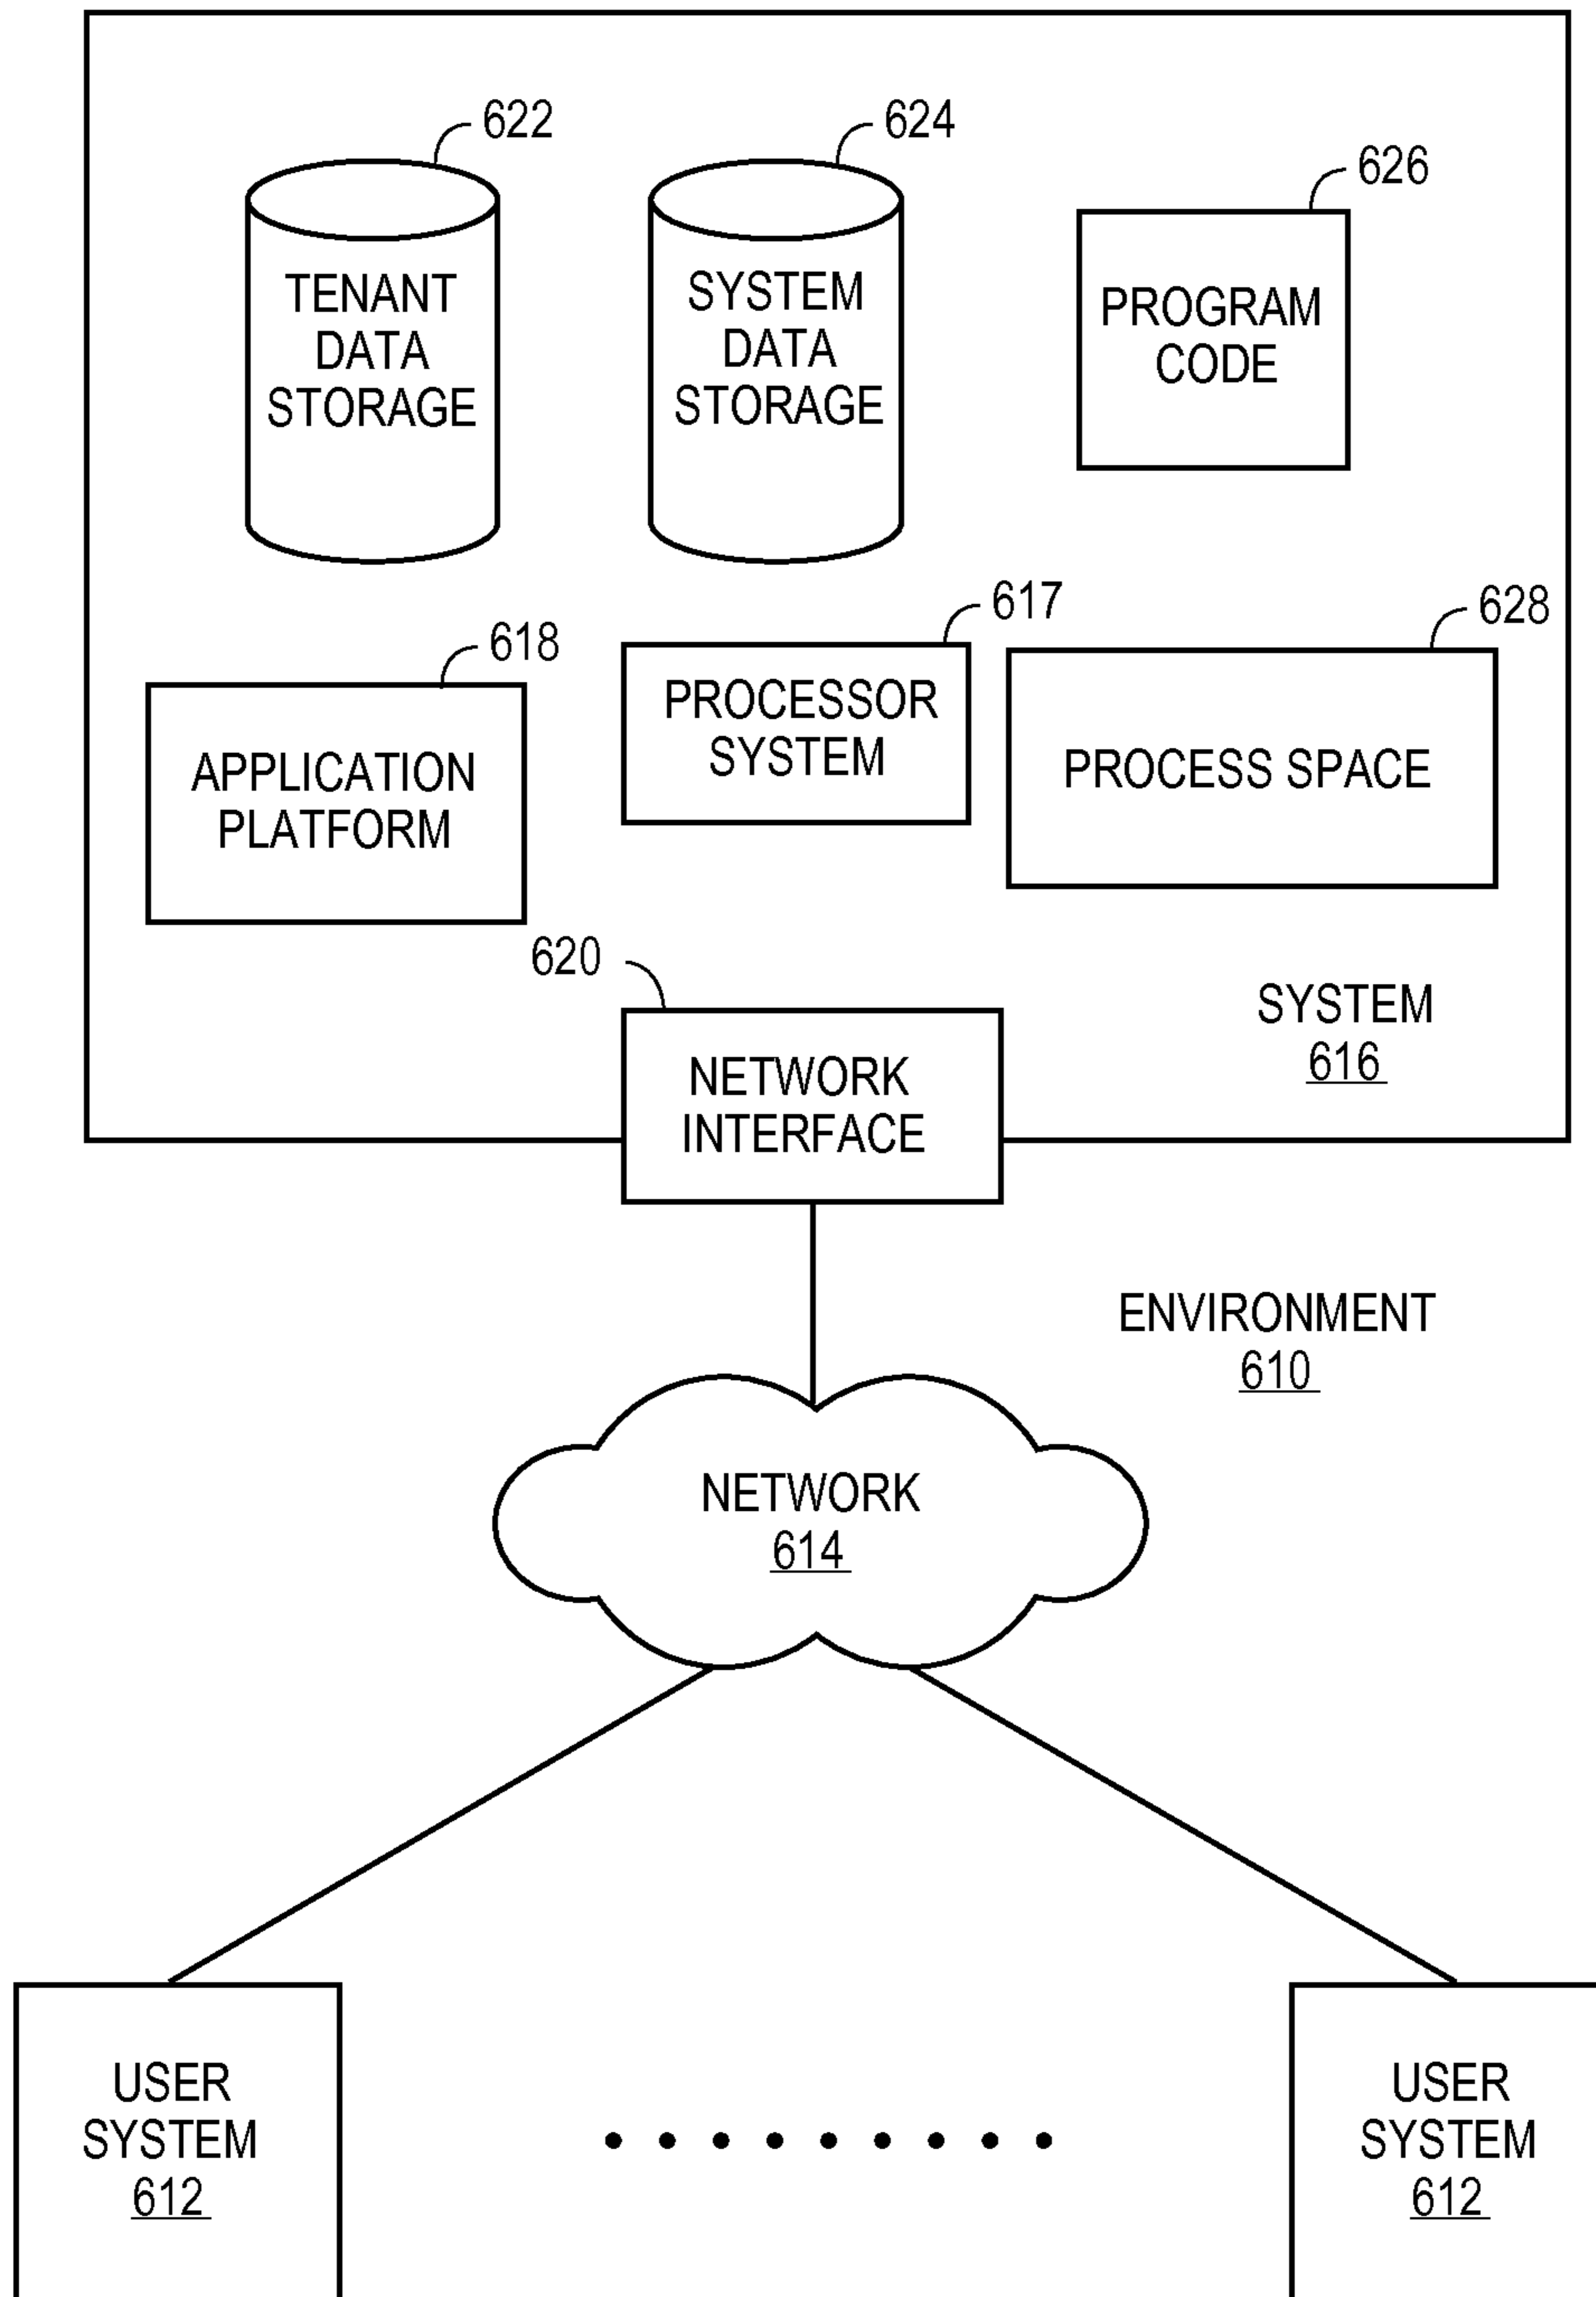 622
624
626
TENANT
DATA
STORAGE
SYSTEM
DATA
STORAGE
PROGRAM
CODE
618
617
628
APPLICATION
PLATFORM
PROCESSOR
SYSTEM
PROCESS SPACE
620
NETWORK
INTERFACE
SYSTEM
616
ENVIRONMENT
610
NETWORK
614
USER
SYSTEM
612
USER
SYSTEM
612